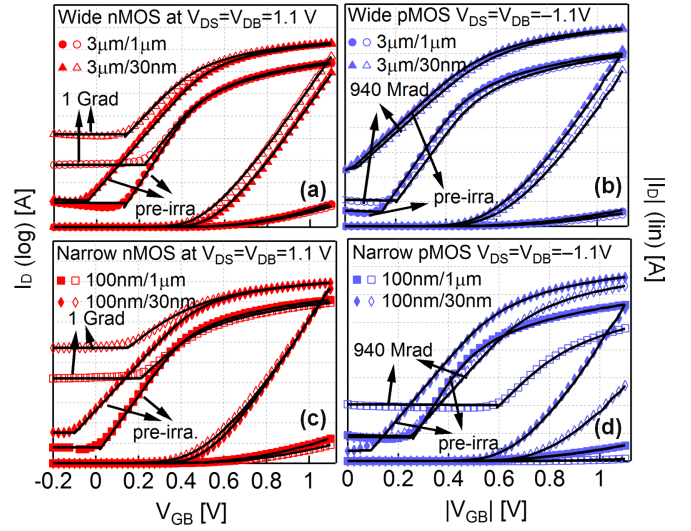 Wide nMOS at V_DS=V_DB=1.1 V
3μm/1μm
3μm/30nm
1 Grad
pre-irra.
(a)
Wide pMOS V_DS=V_DB=−1.1V
3μm/1μm
3μm/30nm
940 Mrad
pre-irra.
(b)
I_D (log) [A]
|I_D| (lin) [A]
Narrow nMOS at V_DS=V_DB=1.1 V
100nm/1μm
100nm/30nm
1 Grad
pre-irra.
(c)
Narrow pMOS V_DS=V_DB=−1.1V
100nm/1μm
100nm/30nm
940 Mrad
pre-irra.
(d)
-0.2 0 0.2 0.4 0.6 0.8 1
0 0.2 0.4 0.6 0.8 1
V_GB [V]
|V_GB| [V]